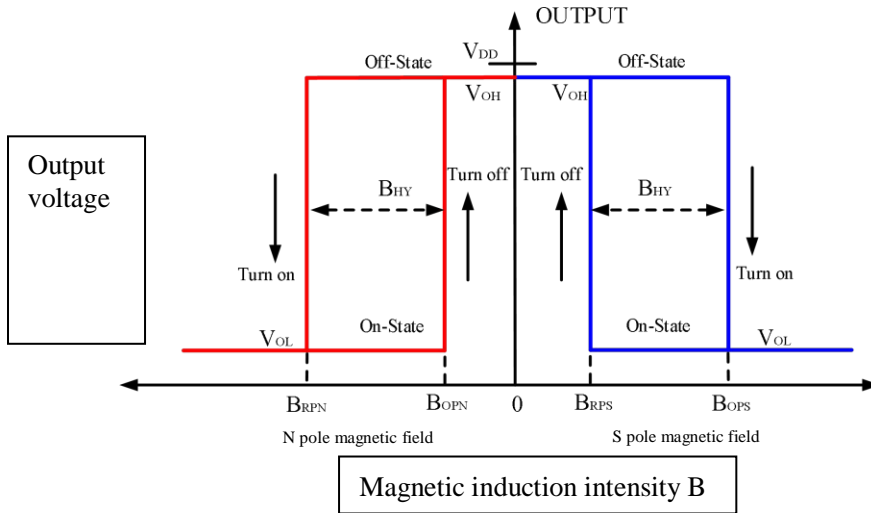 OUTPUT
VDD
Off-State
Off-State
VOH
VOH
Output
voltage
Turn off
Turn off
BHY
BHY
Turn on
Turn on
On-State
On-State
VOL
VOL
BRPN
BOPN
0
BRPS
BOPS
N pole magnetic field
S pole magnetic field
Magnetic induction intensity B